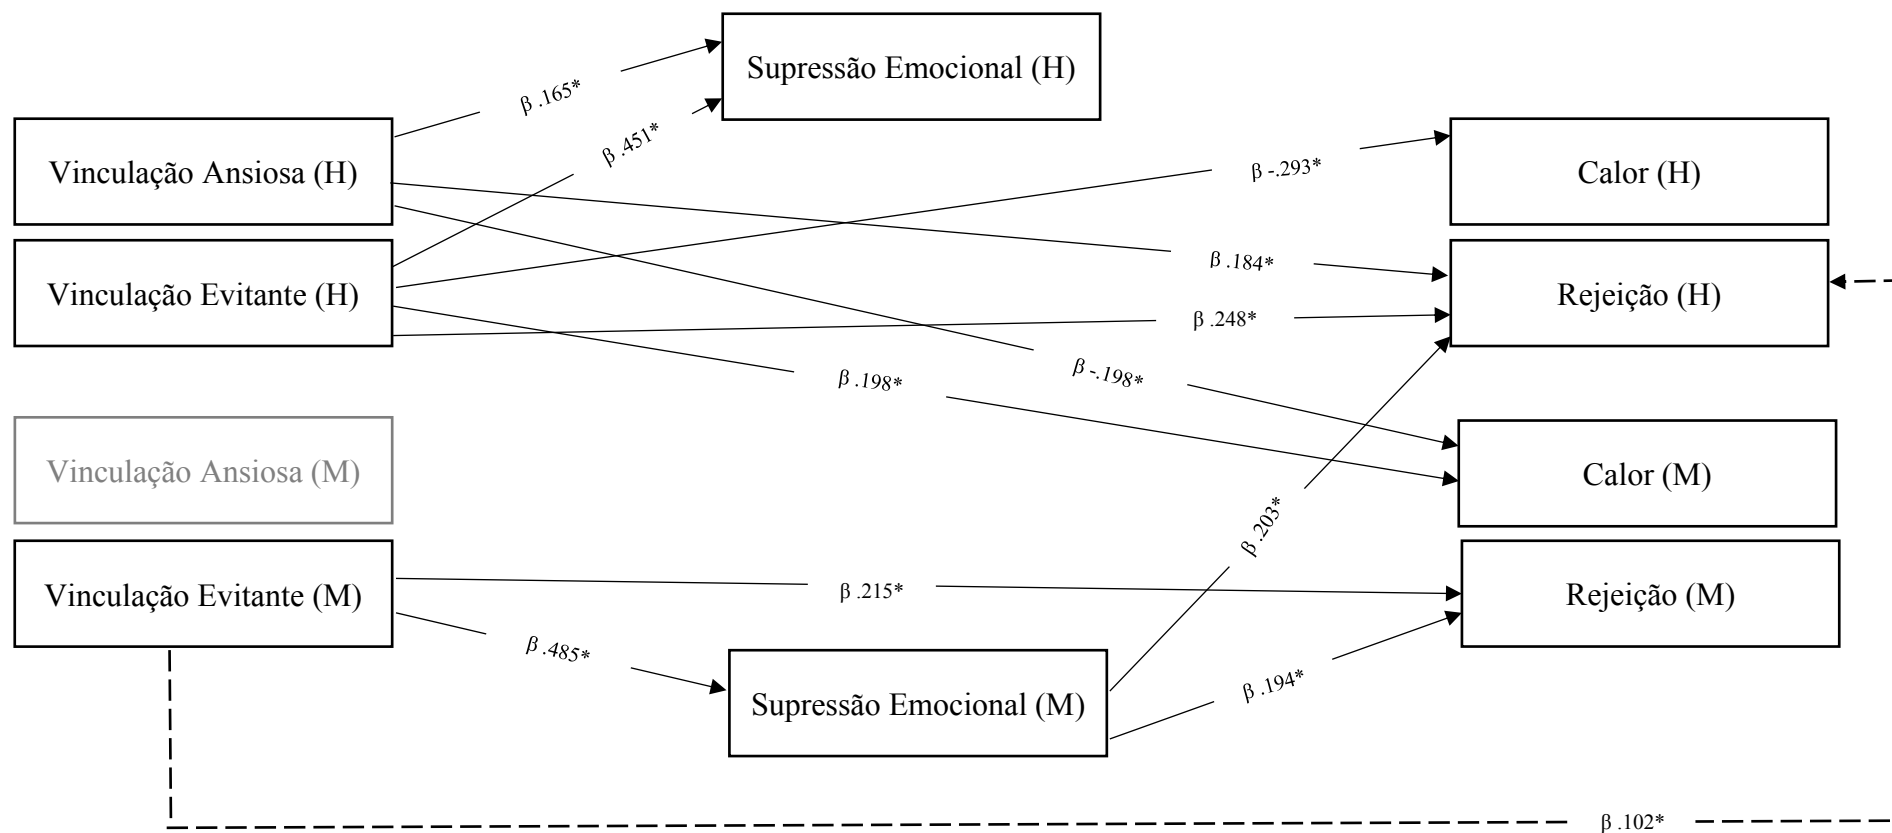 Supressão Emocional (H)
β .165*
β .451*
Vinculação Ansiosa (H)
β -.293*
Calor (H)
Vinculação Evitante (H)
β .184*
Rejeição (H)
β .248*
β .198*
β -.198*
Vinculação Ansiosa (M)
Calor (M)
β .203*
Vinculação Evitante (M)
β .215*
Rejeição (M)
β .485*
Supressão Emocional (M)
β .194*
β .102*